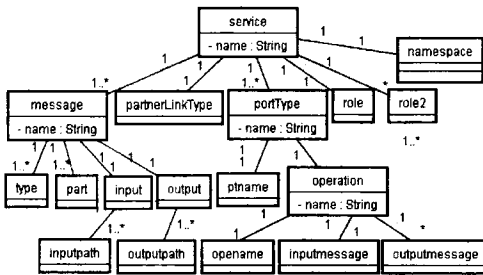 service
- name : String
1
1
1
1
1
1
1
1
namespace
1..*
1
1..*
1
1
*
message
- name : String
partnerLinkType
portType
- name : String
role
role2
1..*
1
1
1
1
1..*
1..*
1
1
1
1
type
part
input
output
ptname
operation
- name : String
1..*
1..*
1
1
1
*
inputpath
outputpath
opename
inputmessage
outputmessage